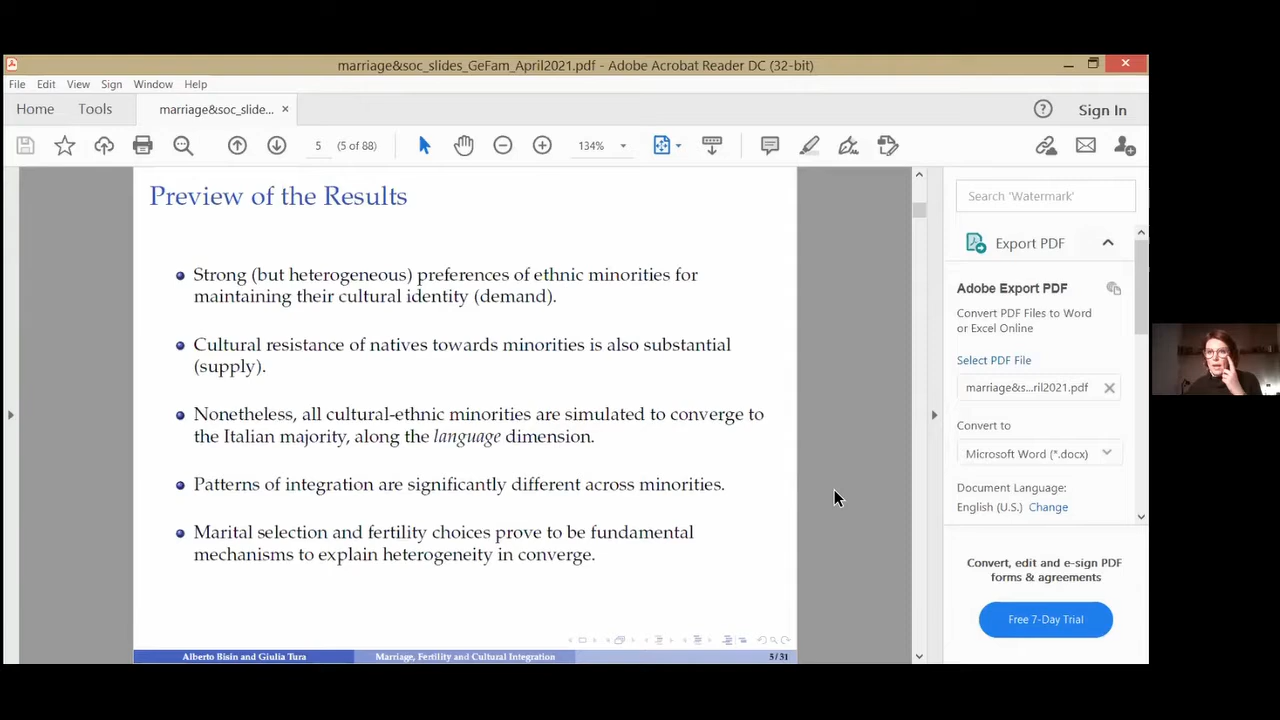 marriage&soc_slides_GeFam_April2021.pdf - Adobe Acrobat Reader DC (32-bit)
File Edit View Sign Window Help
Home Tools marriage&soc_slide... ×
Sign In
5 (5 of 88) 134%
Preview of the Results
Strong (but heterogeneous) preferences of ethnic minorities for
maintaining their cultural identity (demand).
Cultural resistance of natives towards minorities is also substantial
(supply).
Nonetheless, all cultural-ethnic minorities are simulated to converge to
the Italian majority, along the language dimension.
Patterns of integration are significantly different across minorities.
Marital selection and fertility choices prove to be fundamental
mechanisms to explain heterogeneity in converge.
Alberto Bisin and Giulia Tura Marriage, Fertility and Cultural Integration 5/31
Search 'Watermark'
Export PDF
Adobe Export PDF
Convert PDF Files to Word
or Excel Online
Select PDF File
marriage&s...ril2021.pdf
Convert to
Microsoft Word (*.docx)
Document Language:
English (U.S.) Change
Convert, edit and e-sign PDF
forms & agreements
Free 7-Day Trial